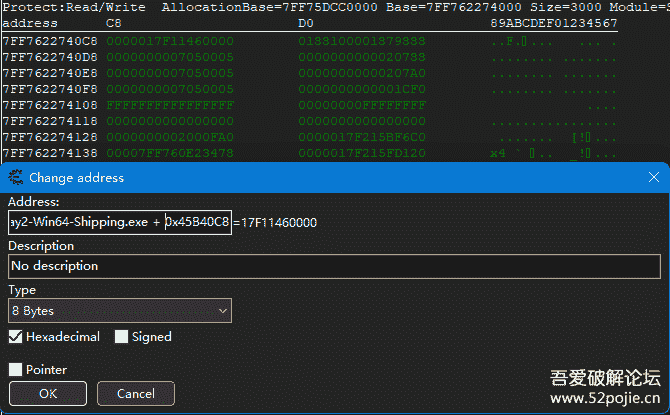 Protect:Read/Write AllocationBase=7FF75DCC0000 Base=7FF762274000 Size=3000 Module=
address C8 D0 89ABCDEF01234567
7FF7622740C8 0000017F11460000 0188100001879888
7FF7622740D8 0000000007050005 0000000000020788
7FF7622740E8 0000000007050005 00000000000207A0
7FF7622740F8 0000000007050005 000000000001CF0
7FF762274108 FFFFFFFFFFFFFFFF 00000000FFFFFFFF
7FF762274118 0000000000000000 0000000000000000
7FF762274128 0000000002000FA0 0000017F215BF6C0
7FF762274138 00007FF760E23478 0000017F215FD120
Change address
Address:
ay2-Win64-Shipping.exe + 0x45B40C8 =17F11460000
Description
No description
Type
8 Bytes
Hexadecimal Signed
Pointer
OK Cancel
吾爱破解论坛
www.52pojie.cn